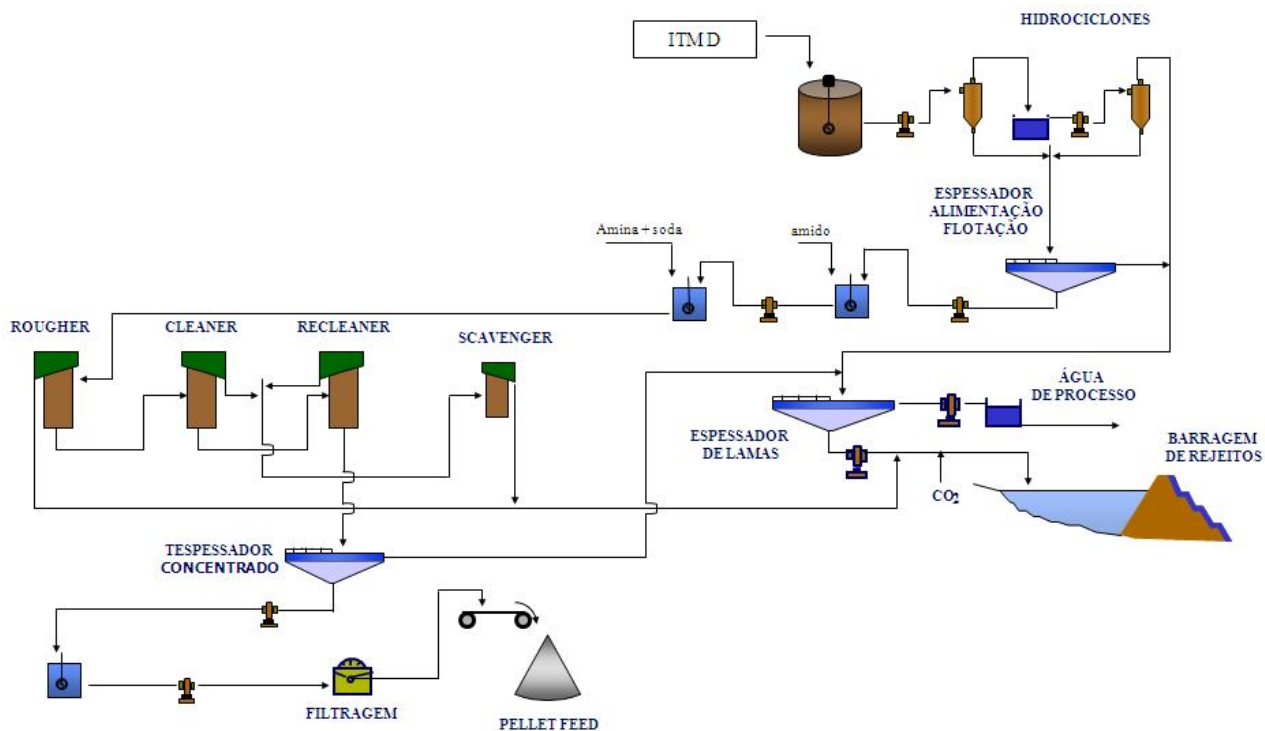 HIDROCICLONES
ITMD
ESPESSADOR
ALIMENTAÇÃO
FLOTAÇÃO
Amina + soda
amido
ROUGHER
CLEANER
RECLEANER
SCAVENGER
ÁGUA
DE PROCESSO
ESPESSADOR
DE LAMAS
BARRAGEM
DE REJEITOS
CO2
TESPESSADOR
CONCENTRADO
FILTRAGEM
PELLET FEED